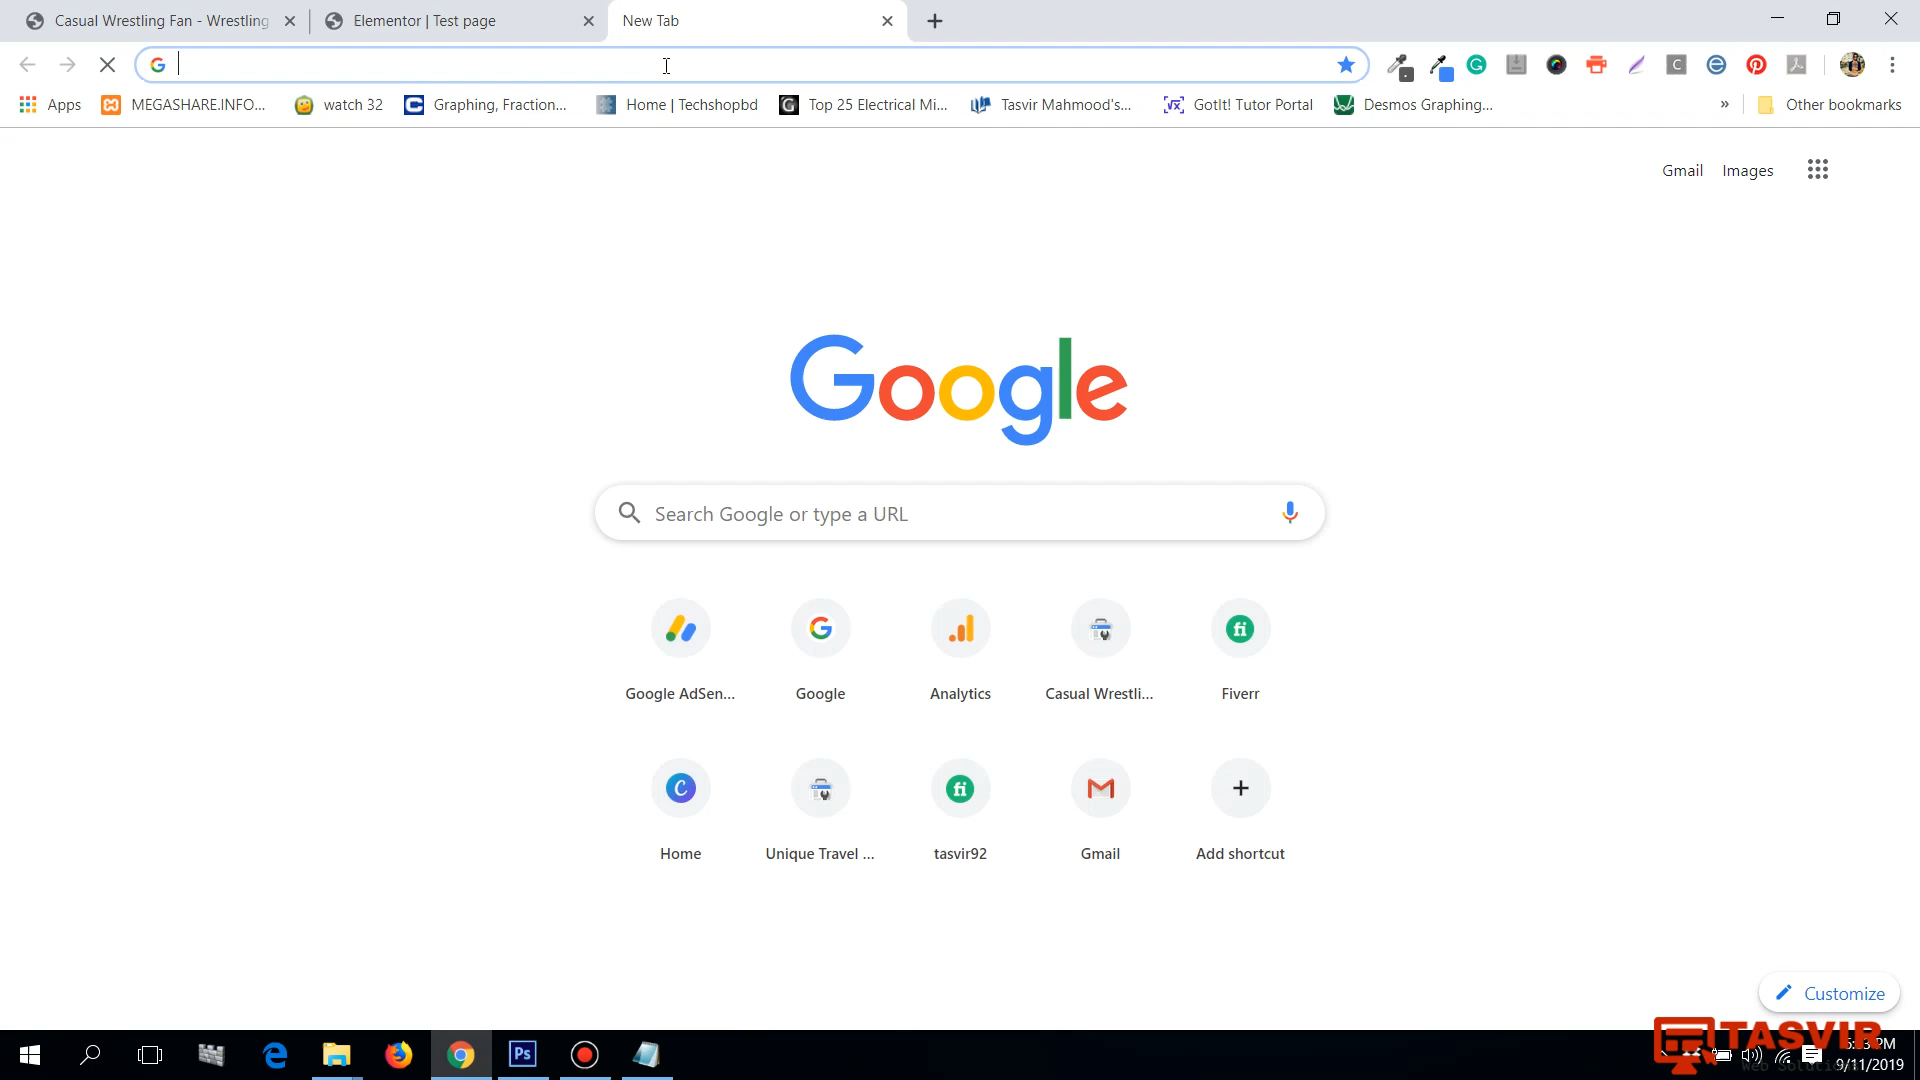 Casual Wrestling Fan - Wrestling
Elementor | Test page
New Tab
Apps
MEGASHARE.INFO...
watch 32
Graphing, Fraction...
Home | Techshopbd
Top 25 Electrical Mi...
Tasvir Mahmood's...
GotIt! Tutor Portal
Desmos Graphing...
»
Other bookmarks
Gmail Images
Google
Search Google or type a URL
Google AdSen...
Google
Analytics
Casual Wrestli...
Fiverr
Home
Unique Travel ...
tasvir92
Gmail
Add shortcut
Customize
Ps
TASVIR
PM
9/11/2019